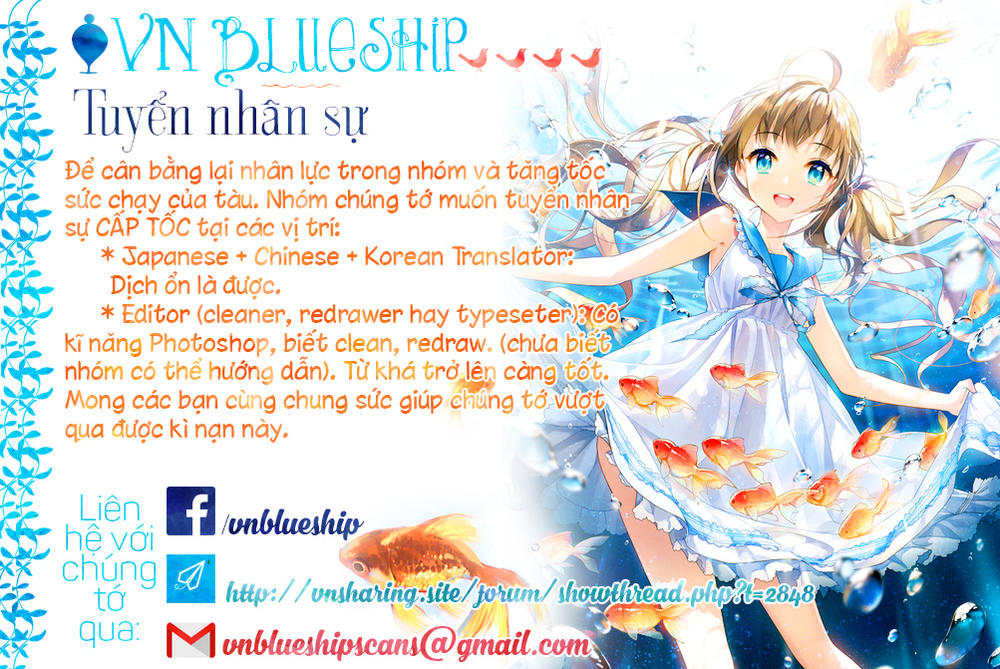 VN BLUESHIP
Tuyển nhân sự
Để cân bằng lại nhân lực trong nhóm và tăng tốc
sức chạy của tàu. Nhóm chúng tớ muốn tuyển nhân
sự CẤP TỐC tại các vị trí:
* Japanese + Chinese + Korean Translator:
Dịch ổn là được.
* Editor (cleaner, redrawer hay typeseter): Có
kĩ năng Photoshop, biết clean, redraw. (chưa biết
nhóm có thể hướng dẫn). Từ khá trở lên càng tốt.
Mong các bạn cùng chung sức giúp chúng tớ vượt
qua được kì nạn này.
Liên
hệ với
chúng
tớ
qua:
f /vnblueship
http://vnsharing.site/forum/showthread.php?t=2848
vnblueshipscans@gmail.com